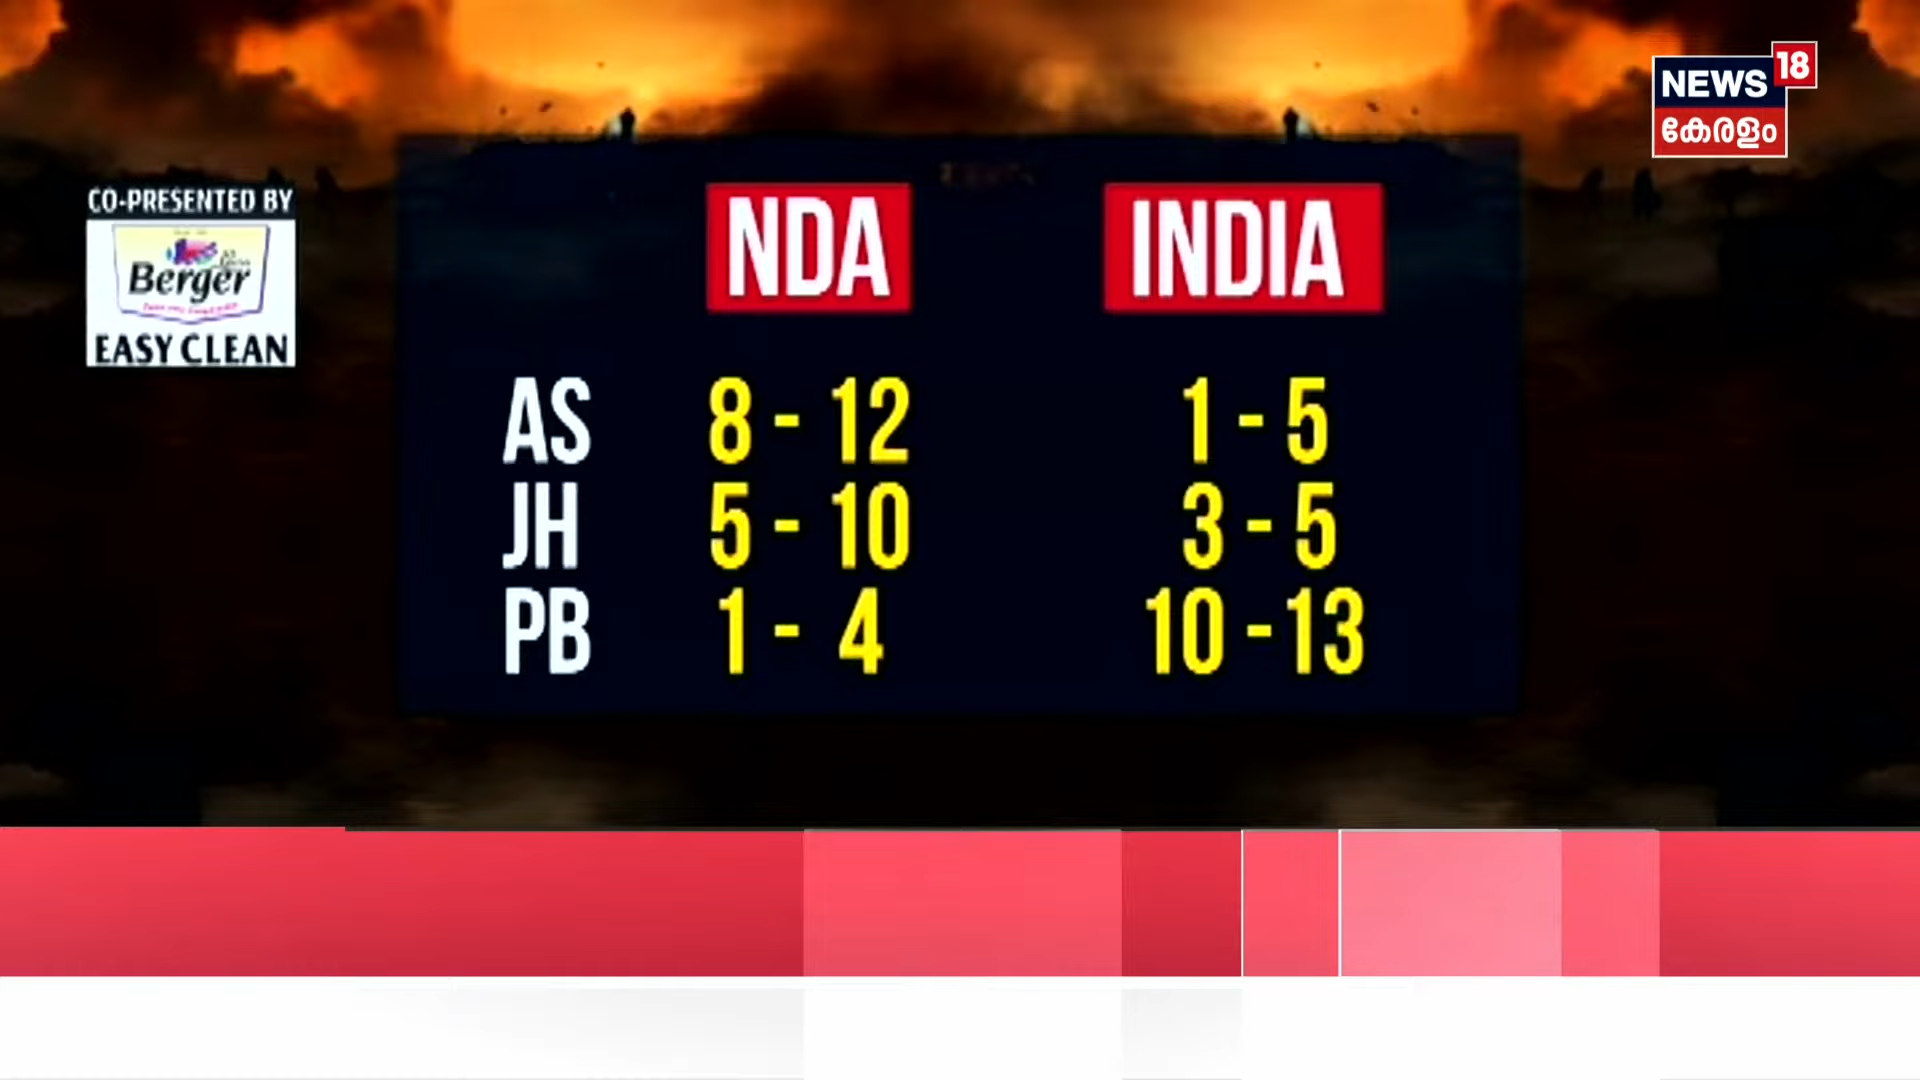 NEWS 18
കേരളം
CO-PRESENTED BY
Berger
EASY CLEAN
NDA INDIA
AS 8 - 12 1 - 5
JH 5 - 10 3 - 5
PB 1 - 4 10 - 13